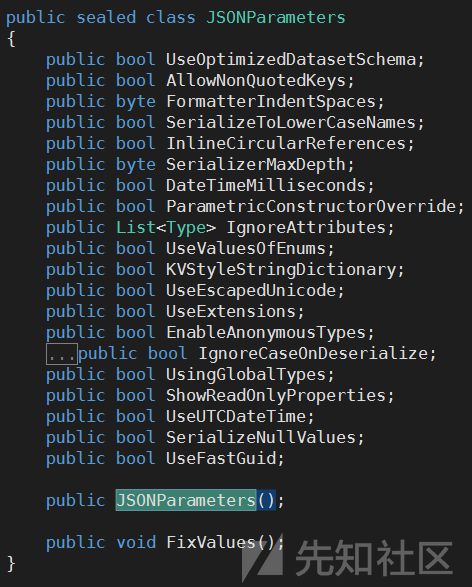 public sealed class JSONParameters
{
public bool UseOptimizedDatasetSchema;
public bool AllowNonQuotedKeys;
public byte FormatterIndentSpaces;
public bool SerializeToLowerCaseNames;
public bool InlineCircularReferences;
public byte SerializerMaxDepth;
public bool DateTimeMilliseconds;
public bool ParametricConstructorOverride;
public List<Type> IgnoreAttributes;
public bool UseValuesOfEnums;
public bool KVStyleStringDictionary;
public bool UseEscapedUnicode;
public bool UseExtensions;
public bool EnableAnonymousTypes;
...public bool IgnoreCaseOnDeserialize;
public bool UsingGlobalTypes;
public bool ShowReadOnlyProperties;
public bool UseUTCDateTime;
public bool SerializeNullValues;
public bool UseFastGuid;
public JSONParameters();
public void FixValues();
}
先知社区